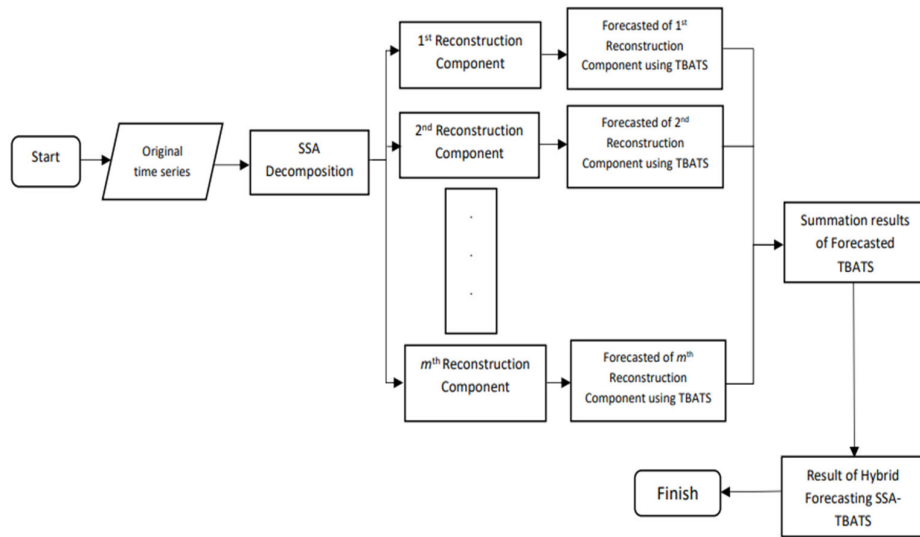 Start
Original
time series
SSA
Decomposition
1st Reconstruction
Component
Forecasted of 1st
Reconstruction
Component using TBATS
2nd Reconstruction
Component
Forecasted of 2nd
Reconstruction
Component using TBATS
.
.
.
mth Reconstruction
Component
Forecasted of mth
Reconstruction
Component using TBATS
Summation results
of Forecasted
TBATS
Result of Hybrid
Forecasting SSA-
TBATS
Finish